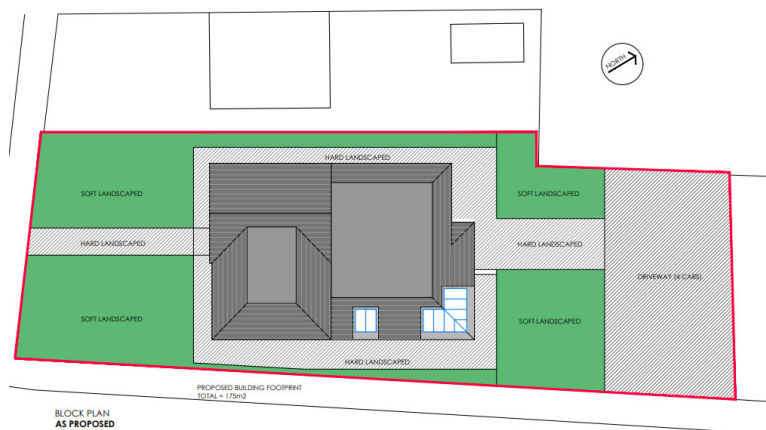 NORTH
HARD LANDSCAPED
SOFT LANDSCAPED
SOFT LANDSCAPED
HARD LANDSCAPED
HARD LANDSCAPED
DRIVEWAY (4 CARS)
SOFT LANDSCAPED
SOFT LANDSCAPED
HARD LANDSCAPED
PROPOSED BUILDING FOOTPRINT
TOTAL = 175m2
BLOCK PLAN
AS PROPOSED